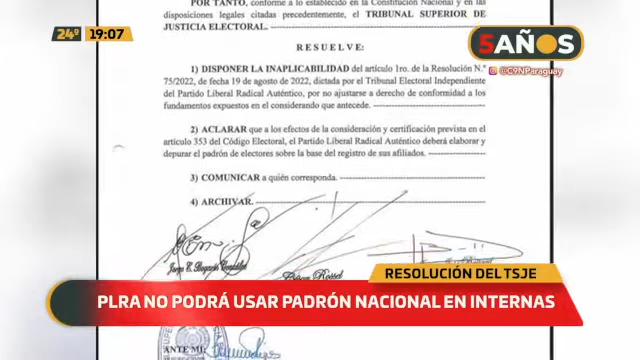 24º 19:07
5AÑOS
@C9NParaguay
POR TANTO, conforme a lo establecido en la Constitución Nacional y en las
disposiciones legales citadas precedentemente, el TRIBUNAL SUPERIOR DE
JUSTICIA ELECTORAL.
RESUELVE:
1) DISPONER LA INAPLICABILIDAD del artículo 1ro. de la Resolución N.º
75/2022, de fecha 19 de agosto de 2022, dictada por el Tribunal Electoral Independiente
del Partido Liberal Radical Auténtico, por no ajustarse a derecho de conformidad a los
fundamentos expuestos en el considerando que antecede.
2) ACLARAR que a los efectos de la consideración y certificación prevista en el
artículo 353 del Código Electoral, el Partido Liberal Radical Auténtico deberá elaborar y
depurar el padrón de electores sobre la base del registro de sus afiliados.
3) COMUNICAR a quién corresponda.
4) ARCHIVAR.
RESOLUCIÓN DEL TSJE
PLRA NO PODRÁ USAR PADRÓN NACIONAL EN INTERNAS
ANTE MÍ: